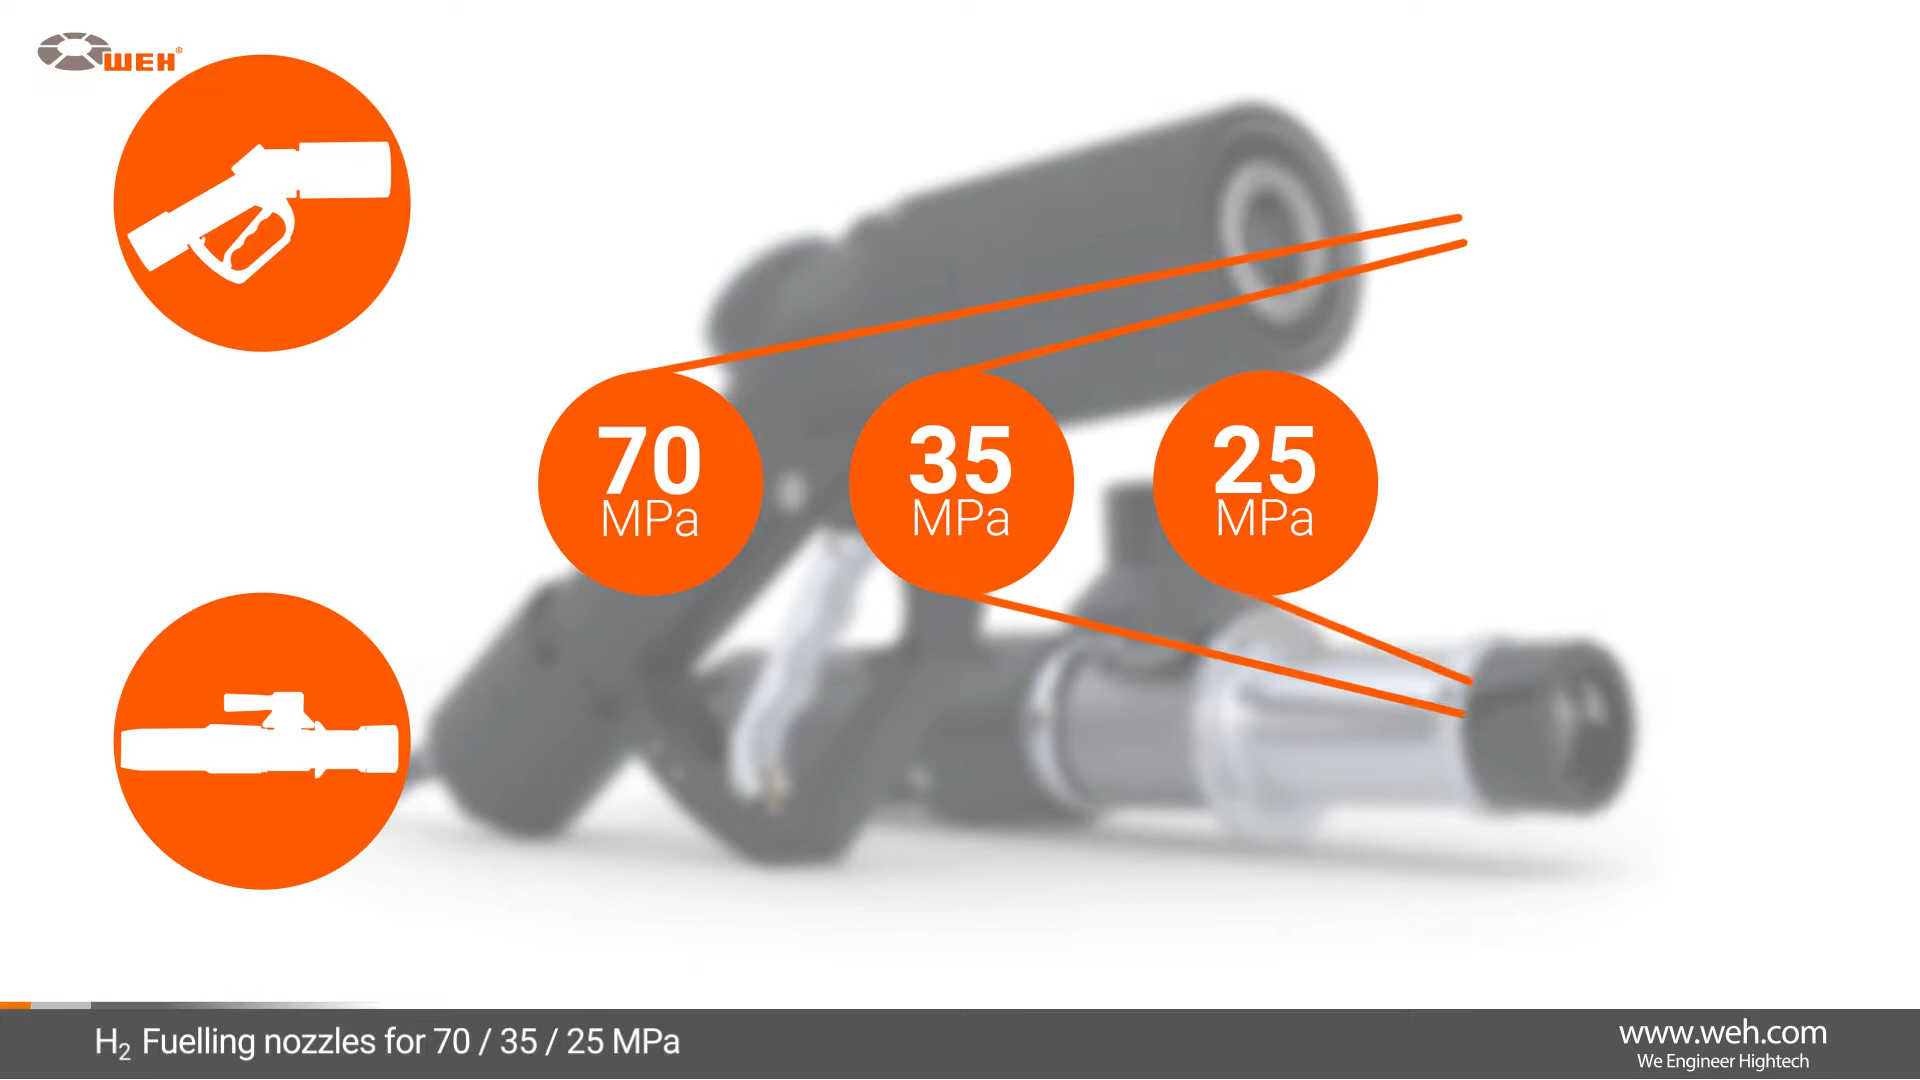 WEH®
70
MPa
35
MPa
25
MPa
H₂ Fuelling nozzles for 70 / 35 / 25 MPa
www.weh.com
We Engineer Hightech